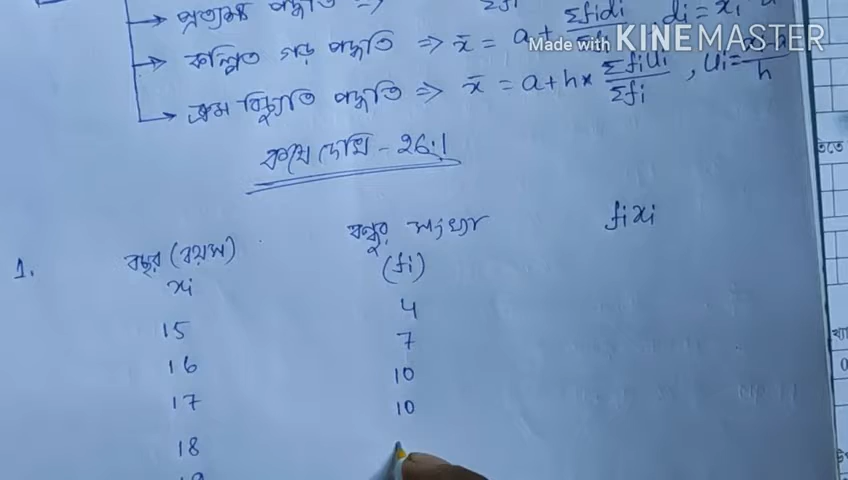 প্রত্যক্ষ পদ্ধতি ⇒ Σfi
কল্পিত গড় পদ্ধতি ⇒ x̄ = a + Σfidi di = xi
ক্রম বিচ্যুতি পদ্ধতি ⇒ x̄ = a + h × Σfiui / Σfi , ui = h
Made with KINEMASTER
কষে দেখি - 26.1
1. বছর (বয়স) বন্ধুর সংখ্যা fixi
xi (fi)
15 4
16 7
17 10
18 10
19